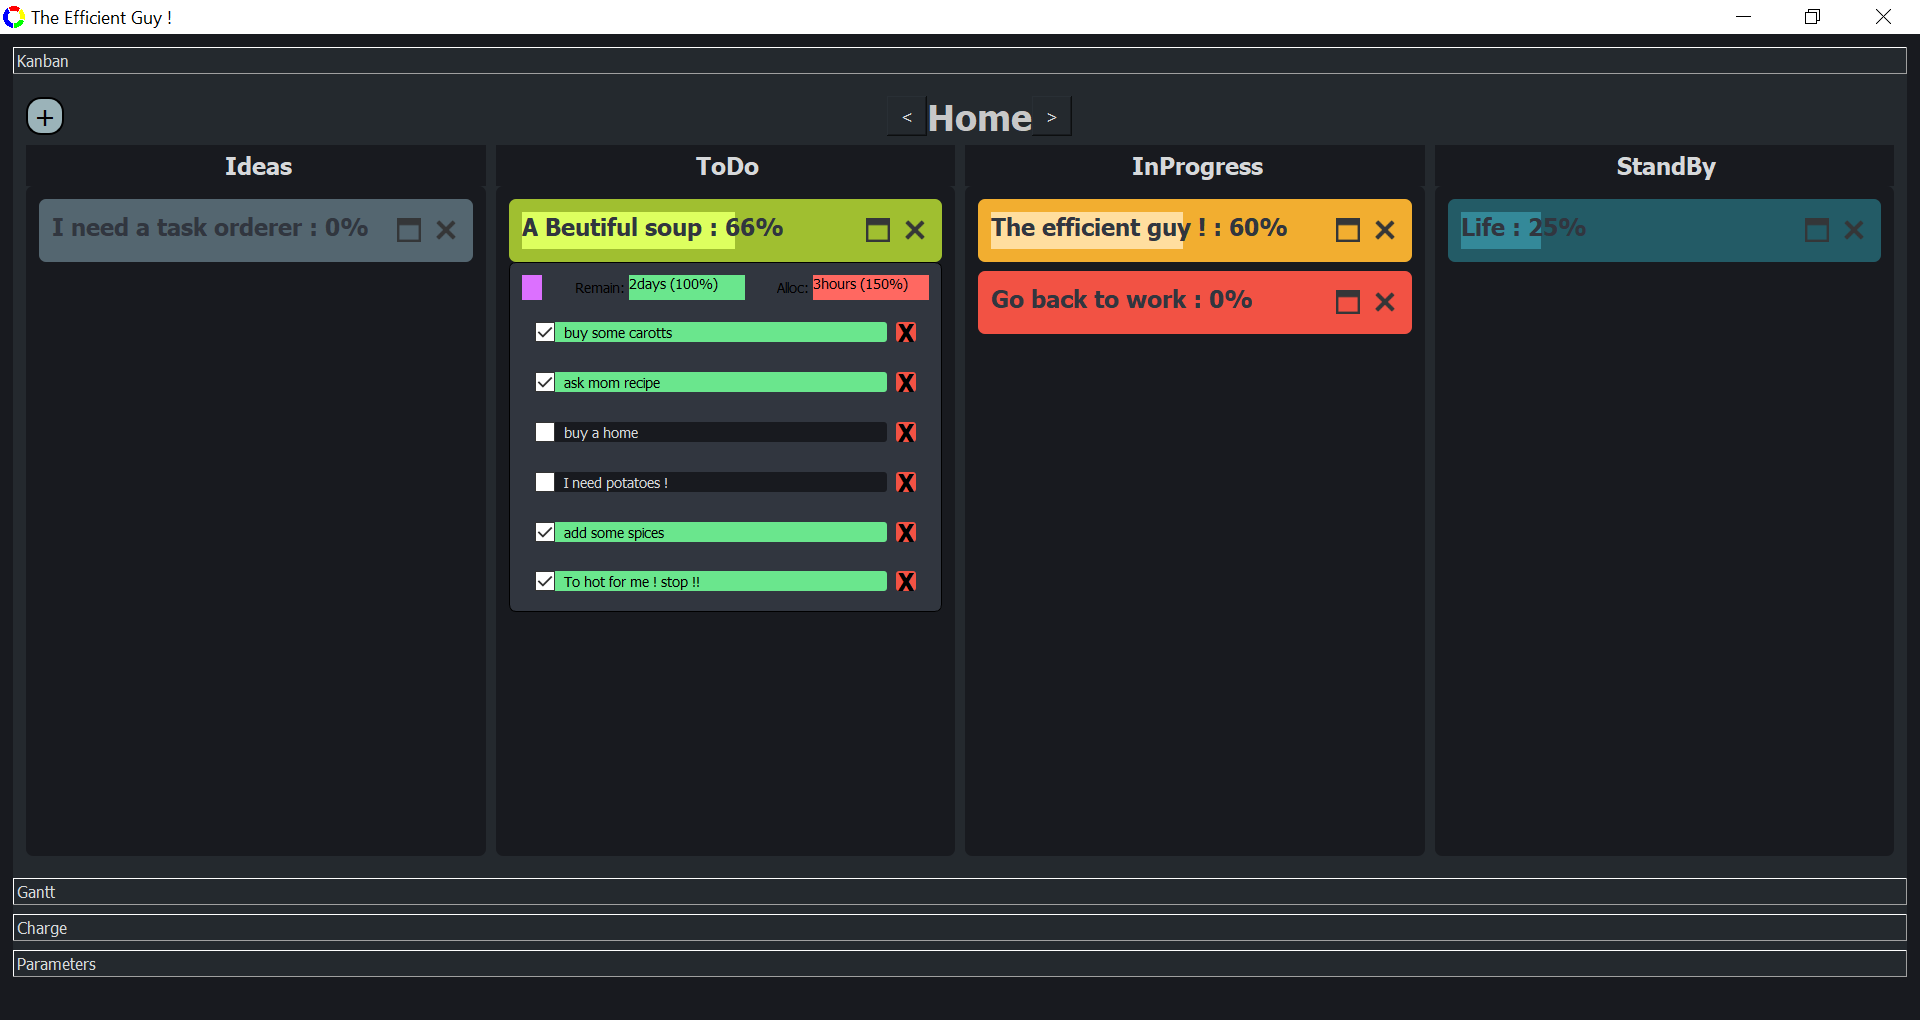 The Efficient Guy !
Kanban
+
< Home >
Ideas
ToDo
InProgress
StandBy
I need a task orderer : 0%
A Beutiful soup : 66%
The efficient guy ! : 60%
Life : 25%
Remain: 2days (100%) Alloc: 3hours (150%)
Go back to work : 0%
buy some carotts X
ask mom recipe X
buy a home X
I need potatoes ! X
add some spices X
To hot for me ! stop !! X
Gantt
Charge
Parameters